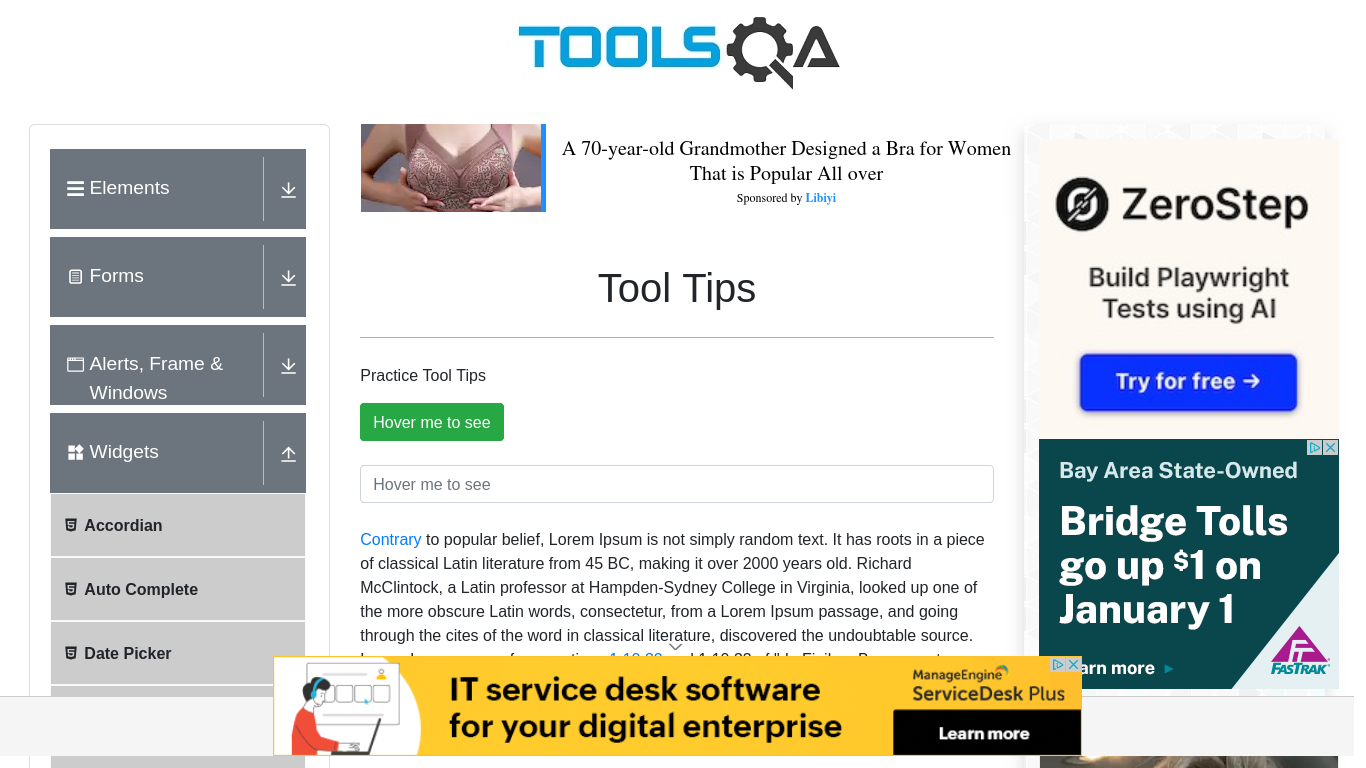 TOOLSQA
Elements
Forms
Alerts, Frame &
Windows
Widgets
Accordian
Auto Complete
Date Picker
A 70-year-old Grandmother Designed a Bra for Women
That is Popular All over
Sponsored by Libiyi
Tool Tips
Practice Tool Tips
Hover me to see
Hover me to see
Contrary to popular belief, Lorem Ipsum is not simply random text. It has roots in a piece
of classical Latin literature from 45 BC, making it over 2000 years old. Richard
McClintock, a Latin professor at Hampden-Sydney College in Virginia, looked up one of
the more obscure Latin words, consectetur, from a Lorem Ipsum passage, and going
through the cites of the word in classical literature, discovered the undoubtable source.
ZeroStep
Build Playwright
Tests using AI
Try for free →
Bay Area State-Owned
Bridge Tolls
go up $1 on
January 1
arn more
FASTRAK
IT service desk software
for your digital enterprise
ManageEngine
ServiceDesk Plus
Learn more